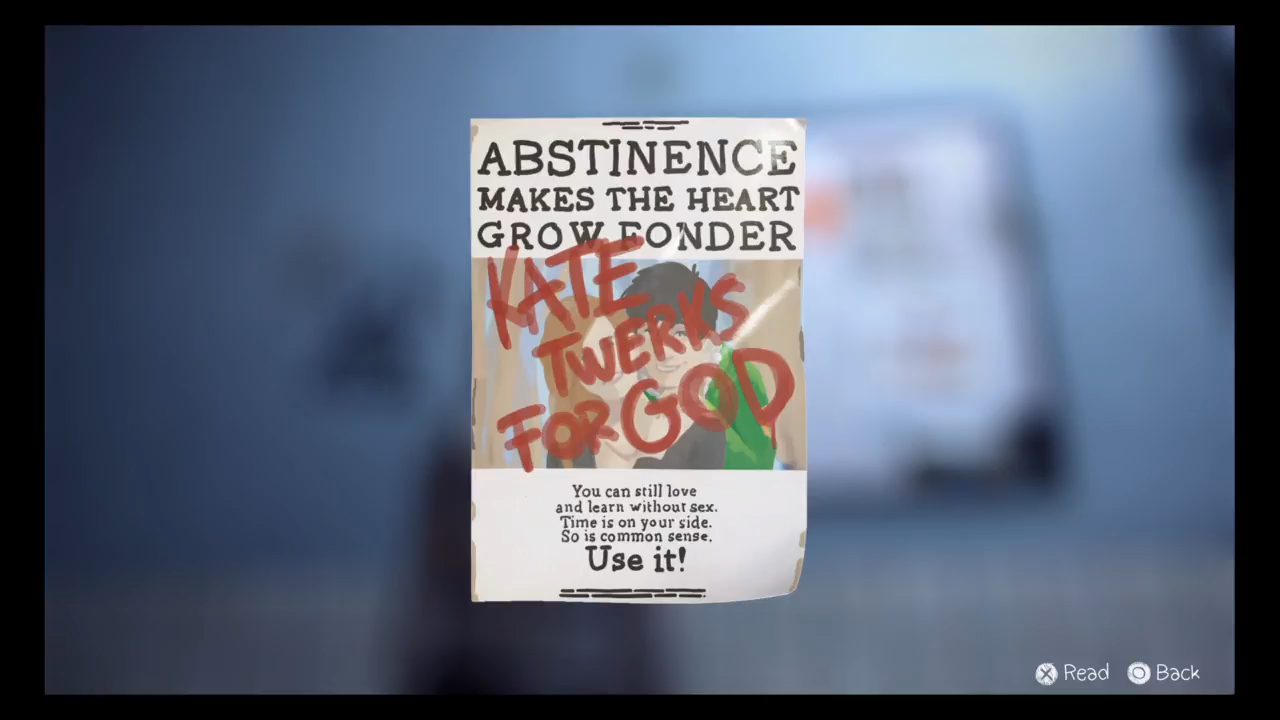 ABSTINENCE
MAKES THE HEART
GROW FONDER
KATE
TWERKS
FOR GOD
You can still love
and learn without sex.
Time is on your side.
So is common sense.
Use it!
Read Back